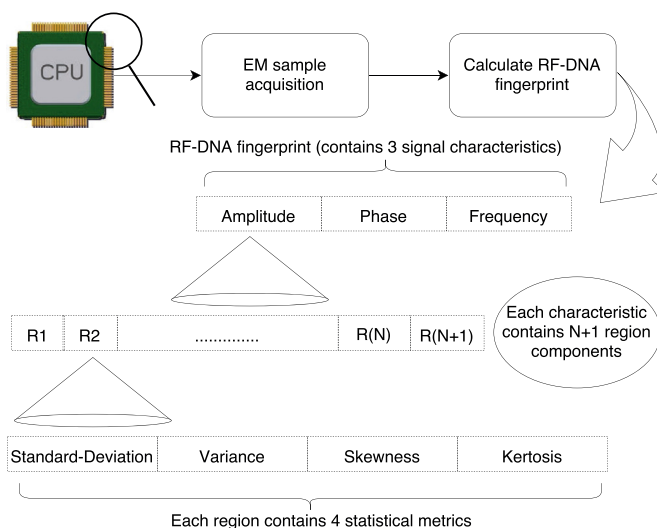 CPU
EM sample
acquisition
Calculate RF-DNA
fingerprint
RF-DNA fingerprint (contains 3 signal characteristics)
Amplitude
Phase
Frequency
R1
R2
..............
R(N)
R(N+1)
Each characteristic
contains N+1 region
components
Standard-Deviation
Variance
Skewness
Kertosis
Each region contains 4 statistical metrics